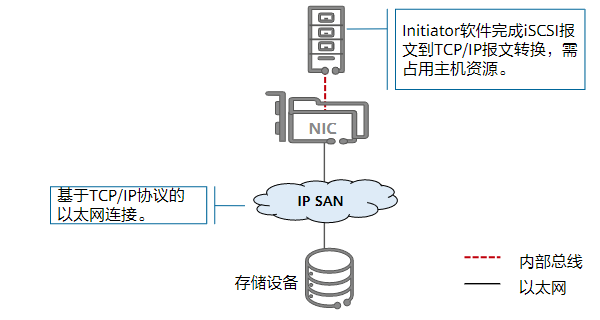 Initiator软件完成iSCSI报
文到TCP/IP报文转换，需
占用主机资源。
NIC
基于TCP/IP协议的
以太网连接。
IP SAN
存储设备
内部总线
以太网